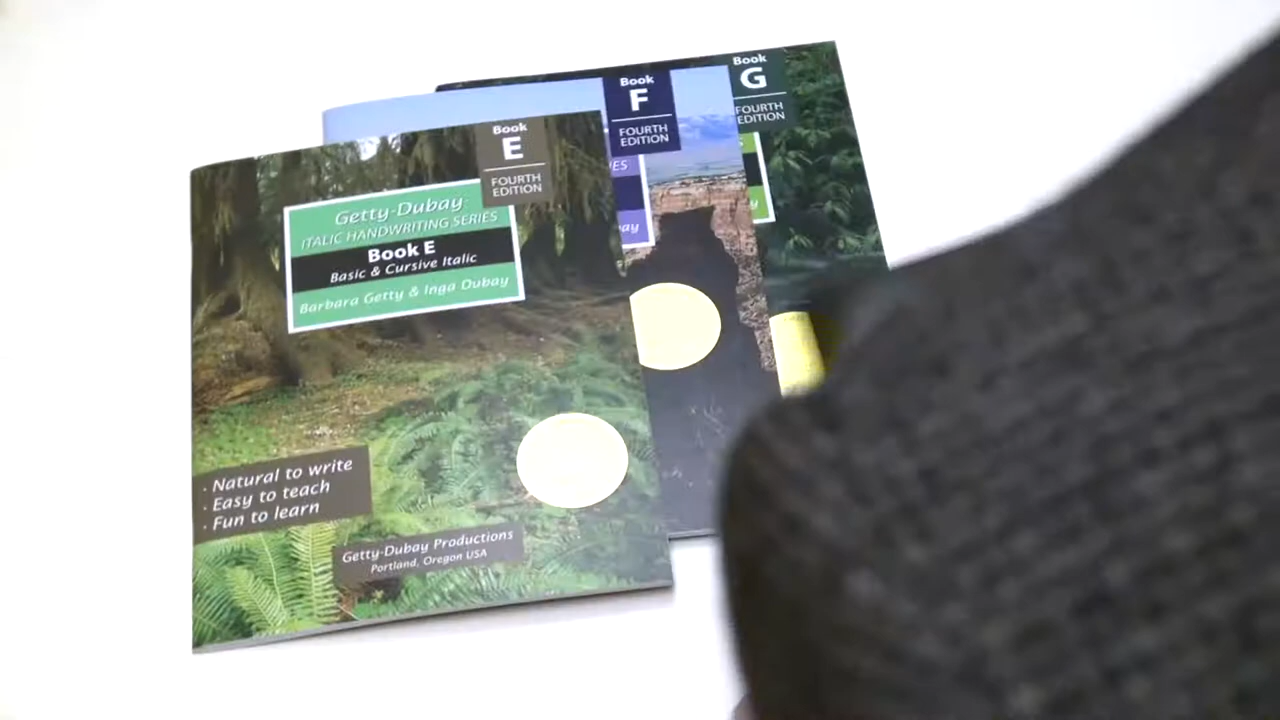 Book
E
FOURTH
EDITION
Getty-Dubay
ITALIC HANDWRITING SERIES
Book E
Basic & Cursive Italic
Barbara Getty & Inga Dubay
· Natural to write
· Easy to teach
· Fun to learn
Getty-Dubay Productions
Portland, Oregon USA
Book
F
FOURTH
EDITION
Book
G
FOURTH
EDITION